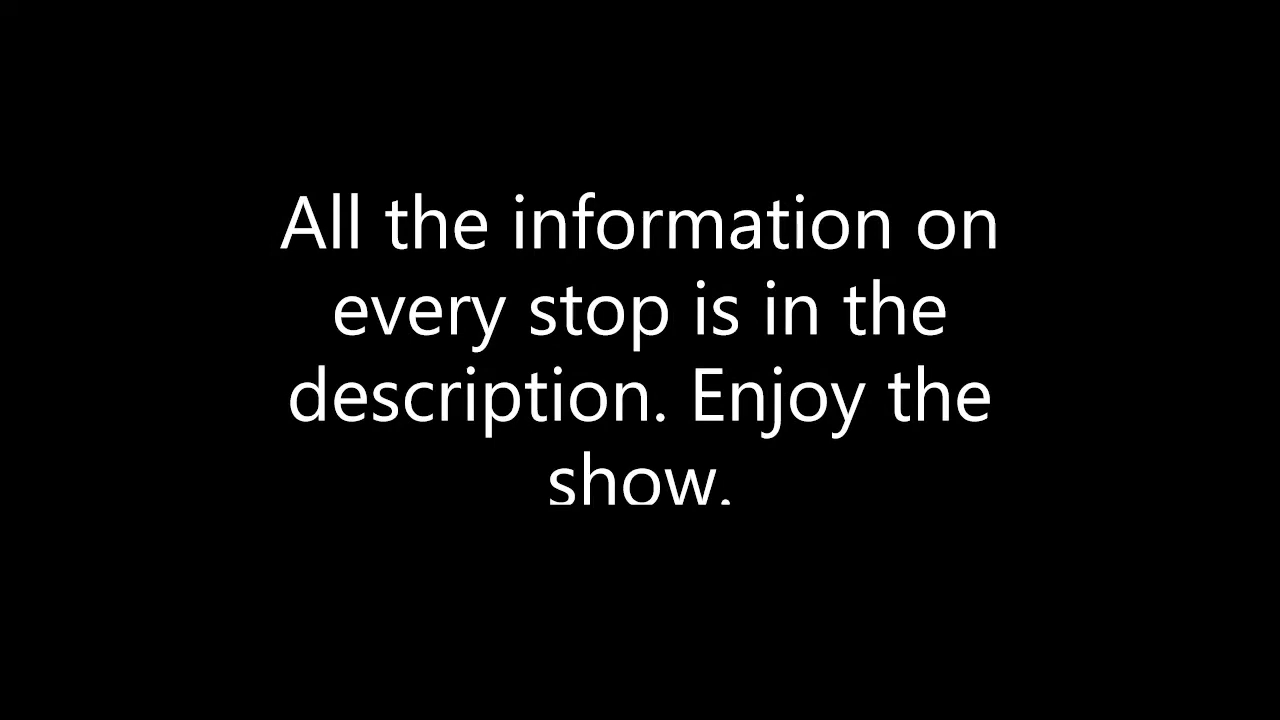 All the information on
every stop is in the
description. Enjoy the
show.